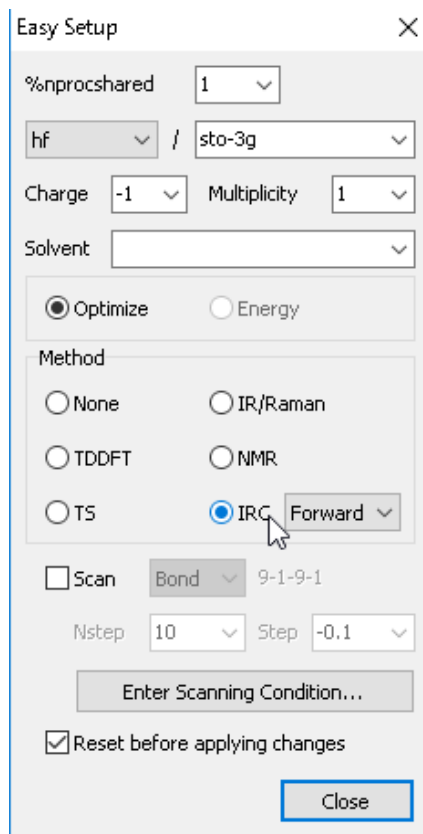 Easy Setup
%nprocshared 1
hf / sto-3g
Charge -1 Multiplicity 1
Solvent
Optimize Energy
Method
None IR/Raman
TDDFT NMR
TS IRC Forward
Scan Bond 9-1-9-1
Nstep 10 Step -0.1
Enter Scanning Condition...
Reset before applying changes
Close